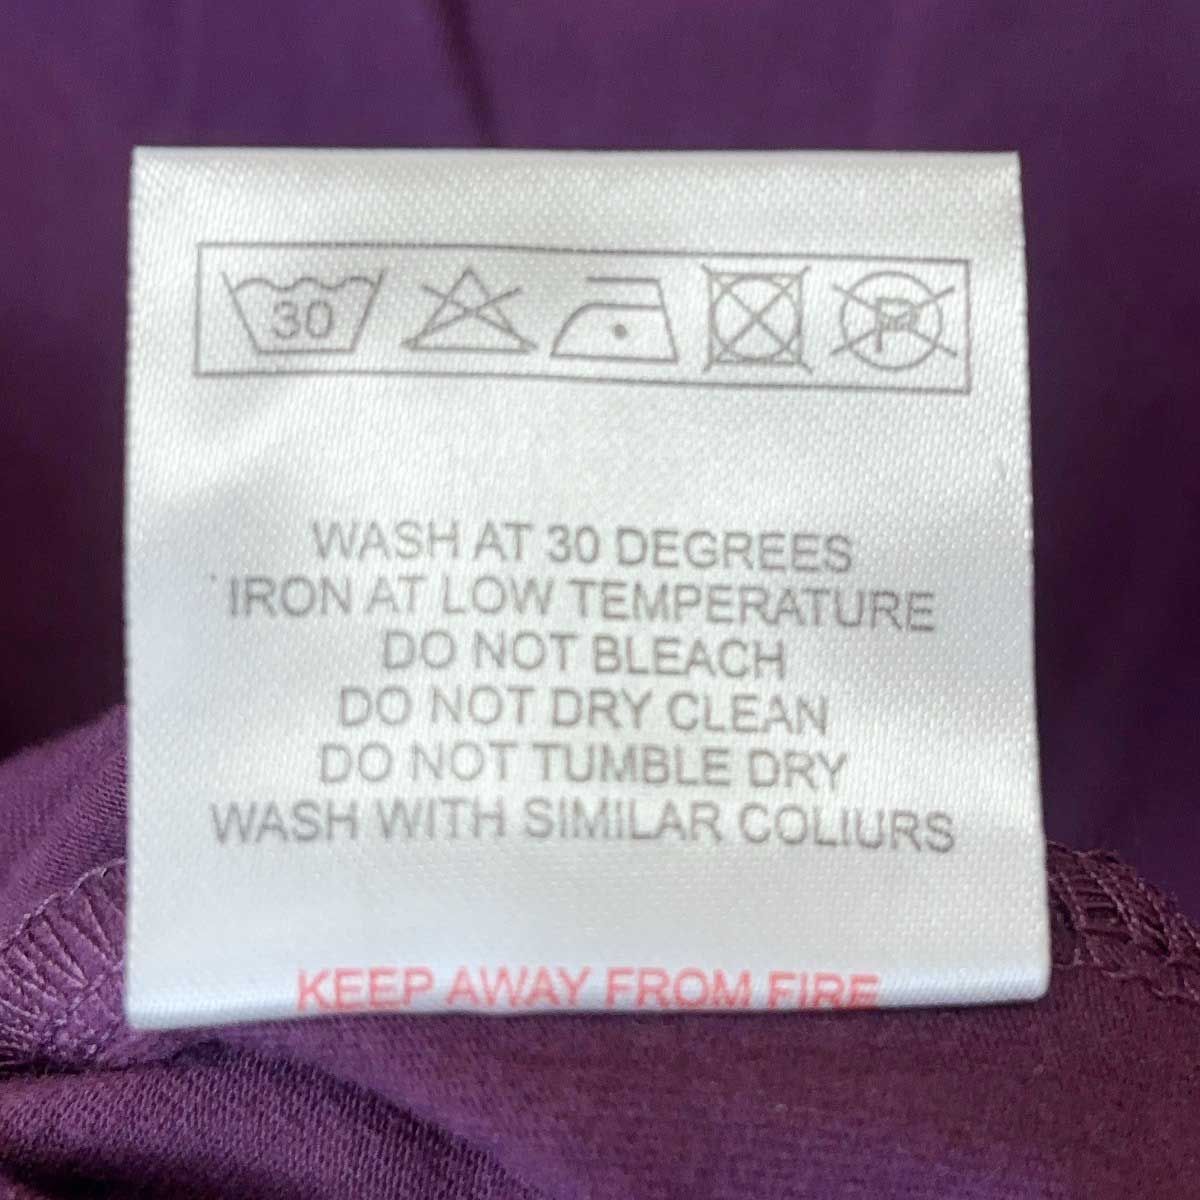 30 P
WASH AT 30 DEGREES
IRON AT LOW TEMPERATURE
DO NOT BLEACH
DO NOT DRY CLEAN
DO NOT TUMBLE DRY
WASH WITH SIMILAR COLIURS
KEEP AWAY FROM FIRE